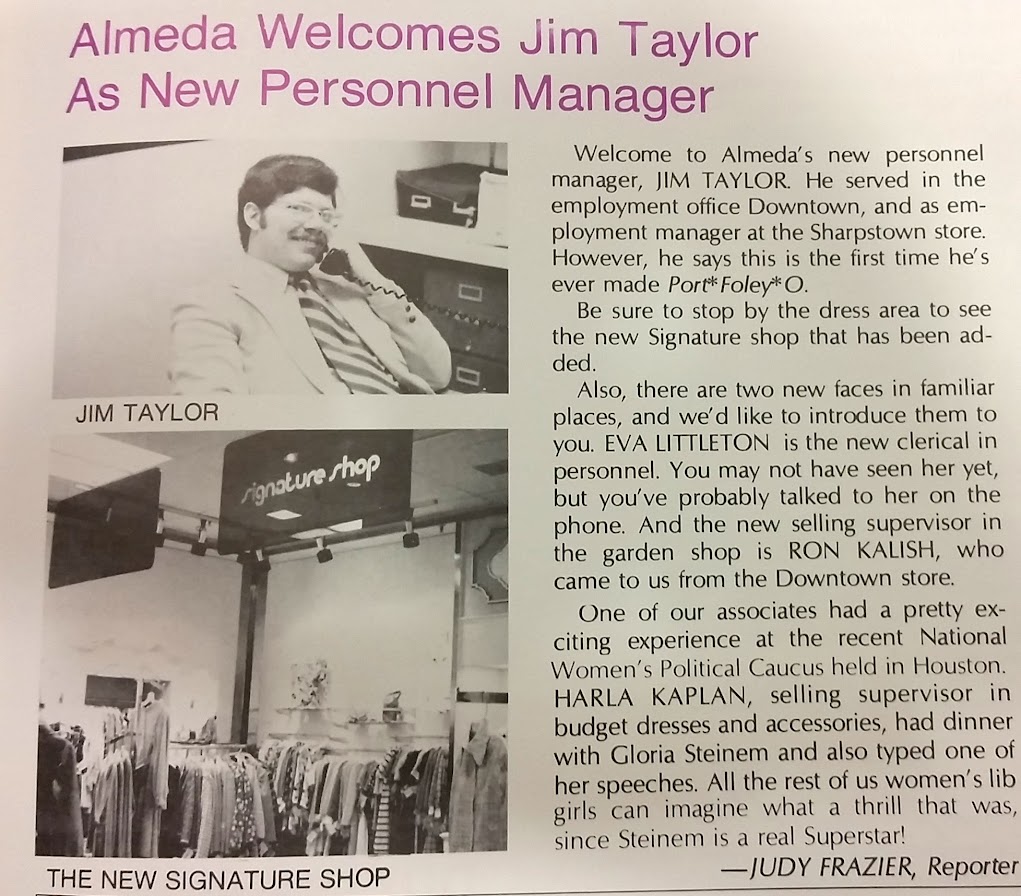 Almeda Welcomes Jim Taylor
As New Personnel Manager
JIM TAYLOR
signature shop
THE NEW SIGNATURE SHOP
Welcome to Almeda's new personnel
manager, JIM TAYLOR. He served in the
employment office Downtown, and as em-
ployment manager at the Sharpstown store.
However, he says this is the first time he's
ever made Port*Foley*O.
Be sure to stop by the dress area to see
the new Signature shop that has been ad-
ded.
Also, there are two new faces in familiar
places, and we'd like to introduce them to
you. EVA LITTLETON is the new clerical in
personnel. You may not have seen her yet,
but you've probably talked to her on the
phone. And the new selling supervisor in
the garden shop is RON KALISH, who
came to us from the Downtown store.
One of our associates had a pretty ex-
citing experience at the recent National
Women's Political Caucus held in Houston.
HARLA KAPLAN, selling supervisor in
budget dresses and accessories, had dinner
with Gloria Steinem and also typed one of
her speeches. All the rest of us women's lib
girls can imagine what a thrill that was,
since Steinem is a real Superstar!
—JUDY FRAZIER, Reporter